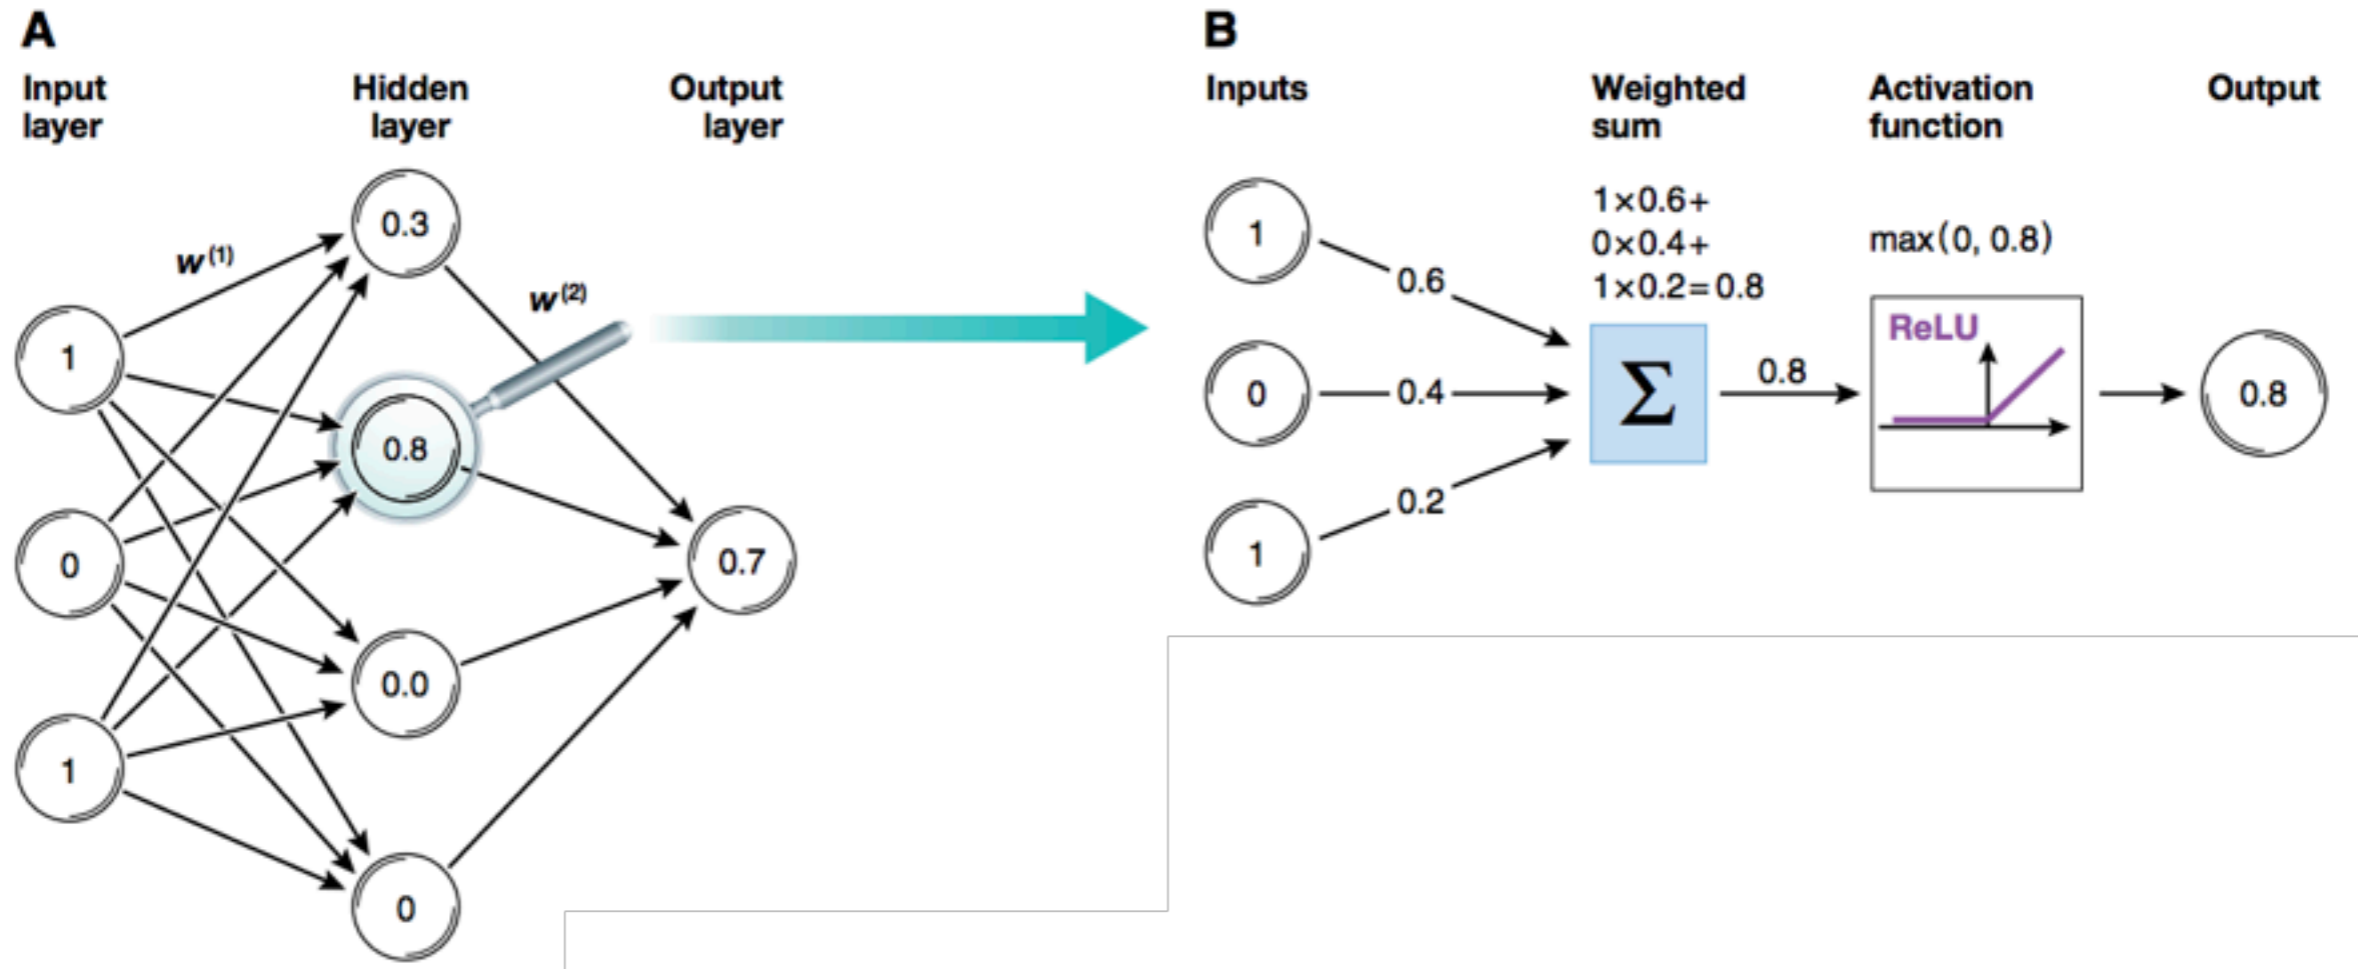 A
Input
layer
Hidden
layer
Output
layer
w(1)
w(2)
1
0
1
0.3
0.8
0.0
0
0.7
B
Inputs
Weighted
sum
Activation
function
Output
1
0
1
0.6
0.4
0.2
1×0.6+
0×0.4+
1×0.2=0.8
Σ
0.8
max(0, 0.8)
ReLU
0.8